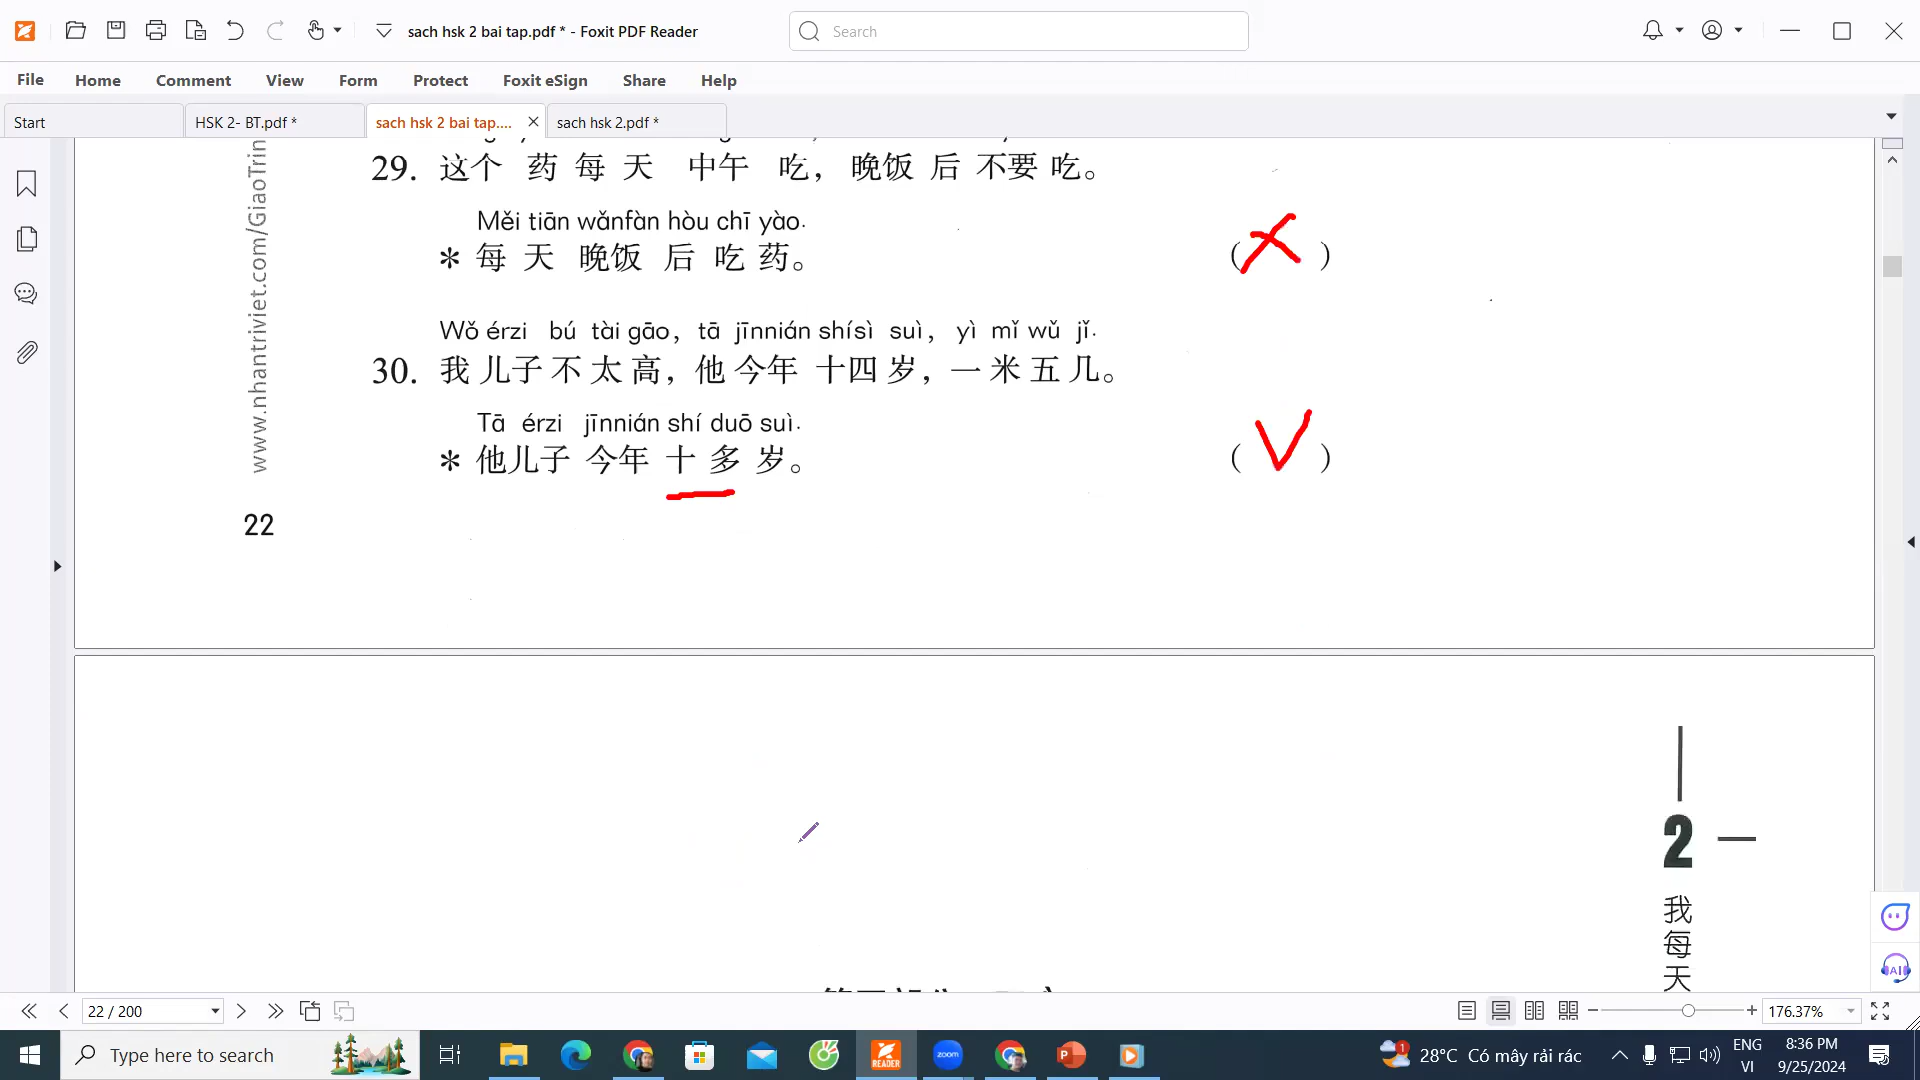 sach hsk 2 bai tap.pdf * - Foxit PDF Reader
Search
File Home Comment View Form Protect Foxit eSign Share Help
Start
HSK 2- BT.pdf *
sach hsk 2 bai tap....
sach hsk 2.pdf *
www.nhantriviet.com/GiaoTrin
29. 这个药每天中午吃，晚饭后不要吃。
Měi tiān wǎnfàn hòu chī yào.
* 每天晚饭后吃药。 ( X )
Wǒ érzi bú tài gāo, tā jīnnián shísì suì, yì mǐ wǔ jǐ.
30. 我儿子不太高，他今年十四岁，一米五几。
Tā érzi jīnnián shí duō suì.
* 他儿子今年十多岁。 ( V )
22
2
我每天
22 / 200
176.37%
Type here to search
READER
zoom
28°C Có mây rải rác
ENG
VI
8:36 PM
9/25/2024